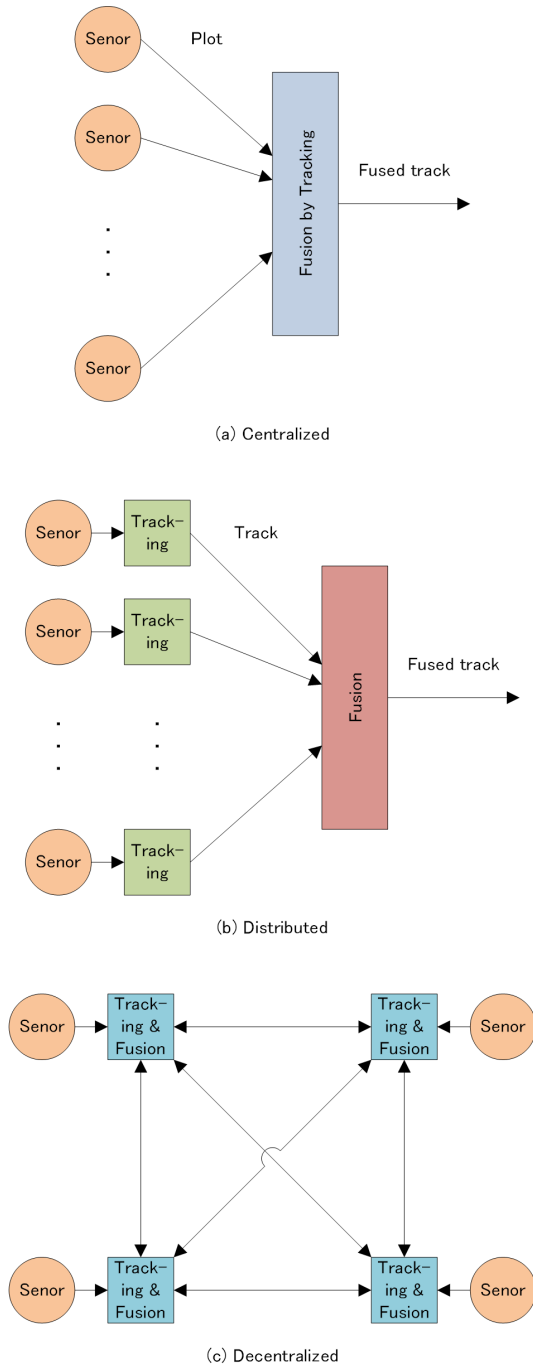 Senor
Plot
Senor
Fusion by Tracking
Fused track
Senor
(a) Centralized
Senor
Track-
ing
Track
Senor
Track-
ing
Fusion
Fused track
Senor
Track-
ing
(b) Distributed
Senor
Track-
ing &
Fusion
Track-
ing &
Fusion
Senor
Senor
Track-
ing &
Fusion
Track-
ing &
Fusion
Senor
(c) Decentralized